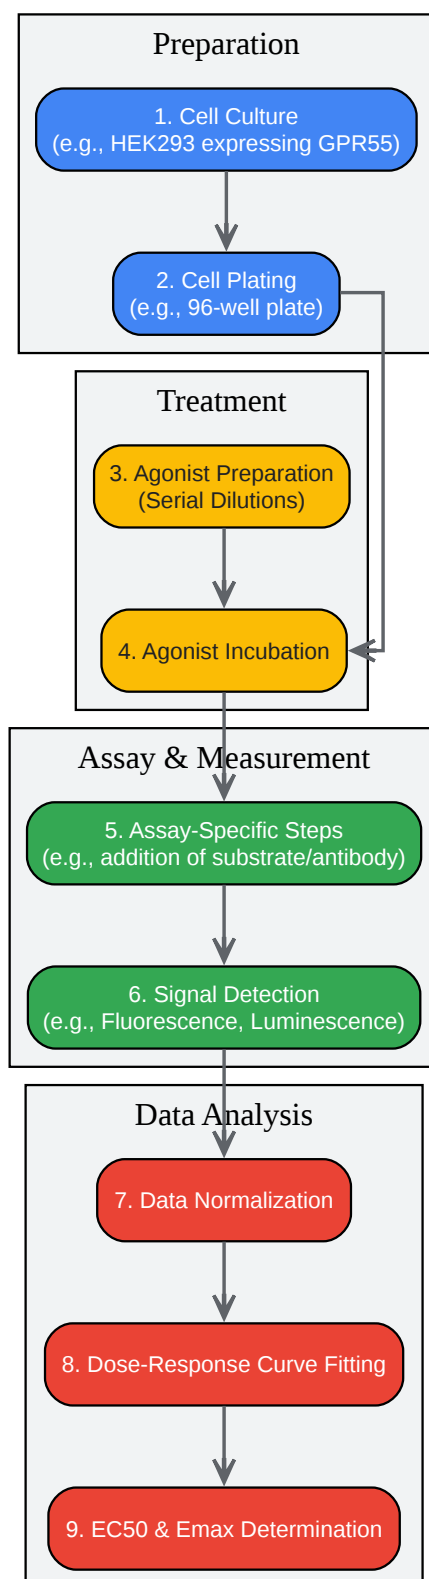 Preparation
1. Cell Culture
(e.g., HEK293 expressing GPR55)
2. Cell Plating
(e.g., 96-well plate)
Treatment
3. Agonist Preparation
(Serial Dilutions)
4. Agonist Incubation
Assay & Measurement
5. Assay-Specific Steps
(e.g., addition of substrate/antibody)
6. Signal Detection
(e.g., Fluorescence, Luminescence)
Data Analysis
7. Data Normalization
8. Dose-Response Curve Fitting
9. EC50 & Emax Determination